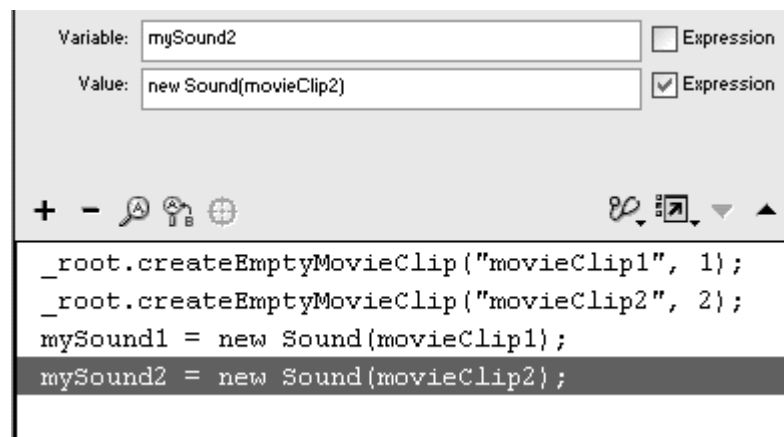 Variable: mySound2 Expression
Value: new Sound(movieClip2) Expression
_root.createEmptyMovieClip("movieClip1", 1);
_root.createEmptyMovieClip("movieClip2", 2);
mySound1 = new Sound(movieClip1);
mySound2 = new Sound(movieClip2);